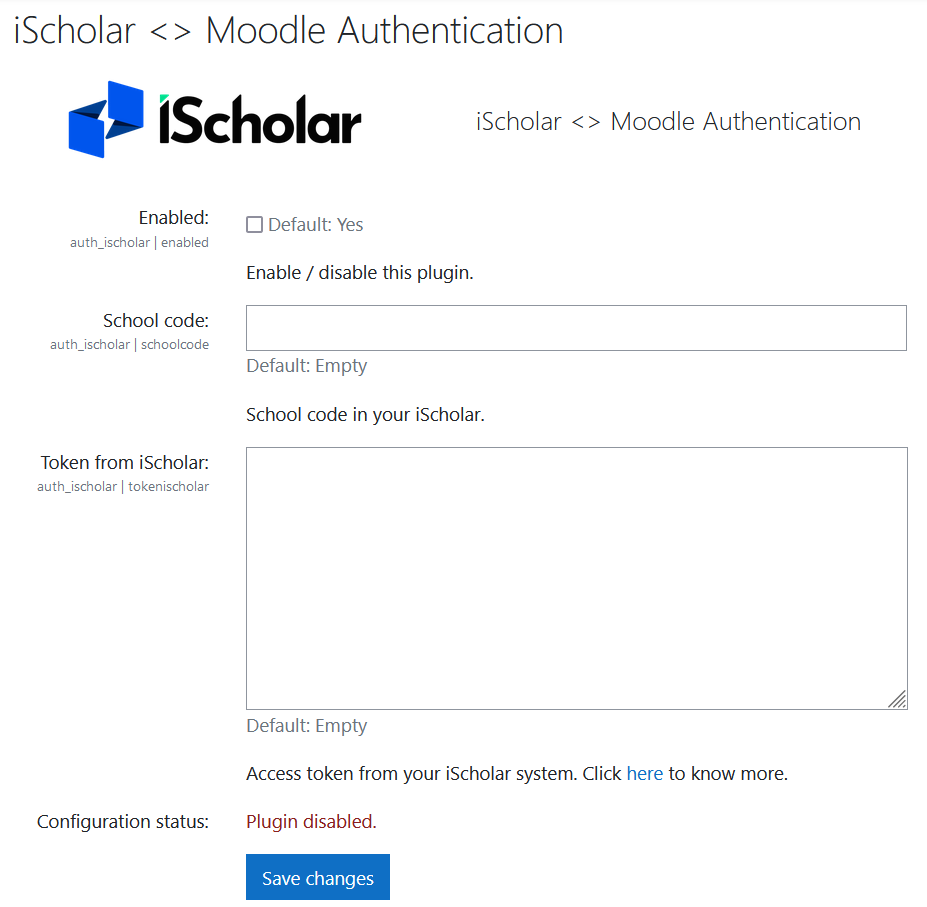 iScholar <> Moodle Authentication
iScholar
iScholar <> Moodle Authentication
Enabled:
auth_ischolar | enabled
Default: Yes
Enable / disable this plugin.
School code:
auth_ischolar | schoolcode
Default: Empty
School code in your iScholar.
Token from iScholar:
auth_ischolar | tokenischolar
Default: Empty
Access token from your iScholar system. Click here to know more.
Configuration status:
Plugin disabled.
Save changes